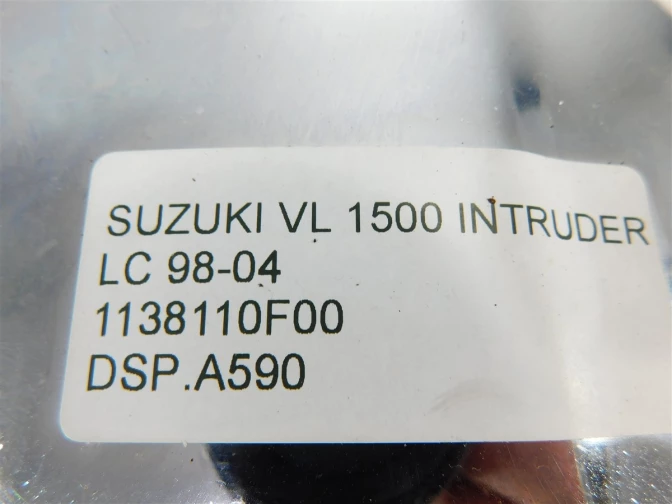 SUZUKI VL 1500 INTRUDER
LC 98-04
1138110F00
DSP.A590